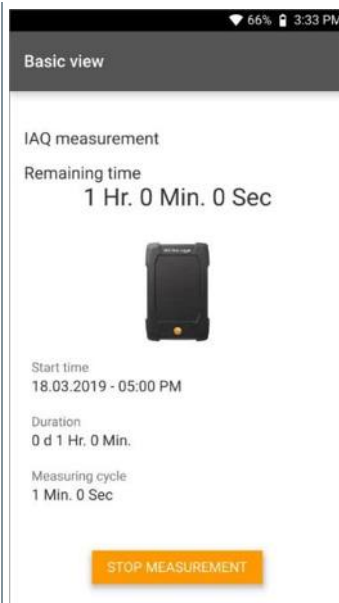 66% 3:33 PM
Basic view
IAQ measurement
Remaining time
1 Hr. 0 Min. 0 Sec
Start time
18.03.2019 - 05:00 PM
Duration
0 d 1 Hr. 0 Min.
Measuring cycle
1 Min. 0 Sec
STOP MEASUREMENT